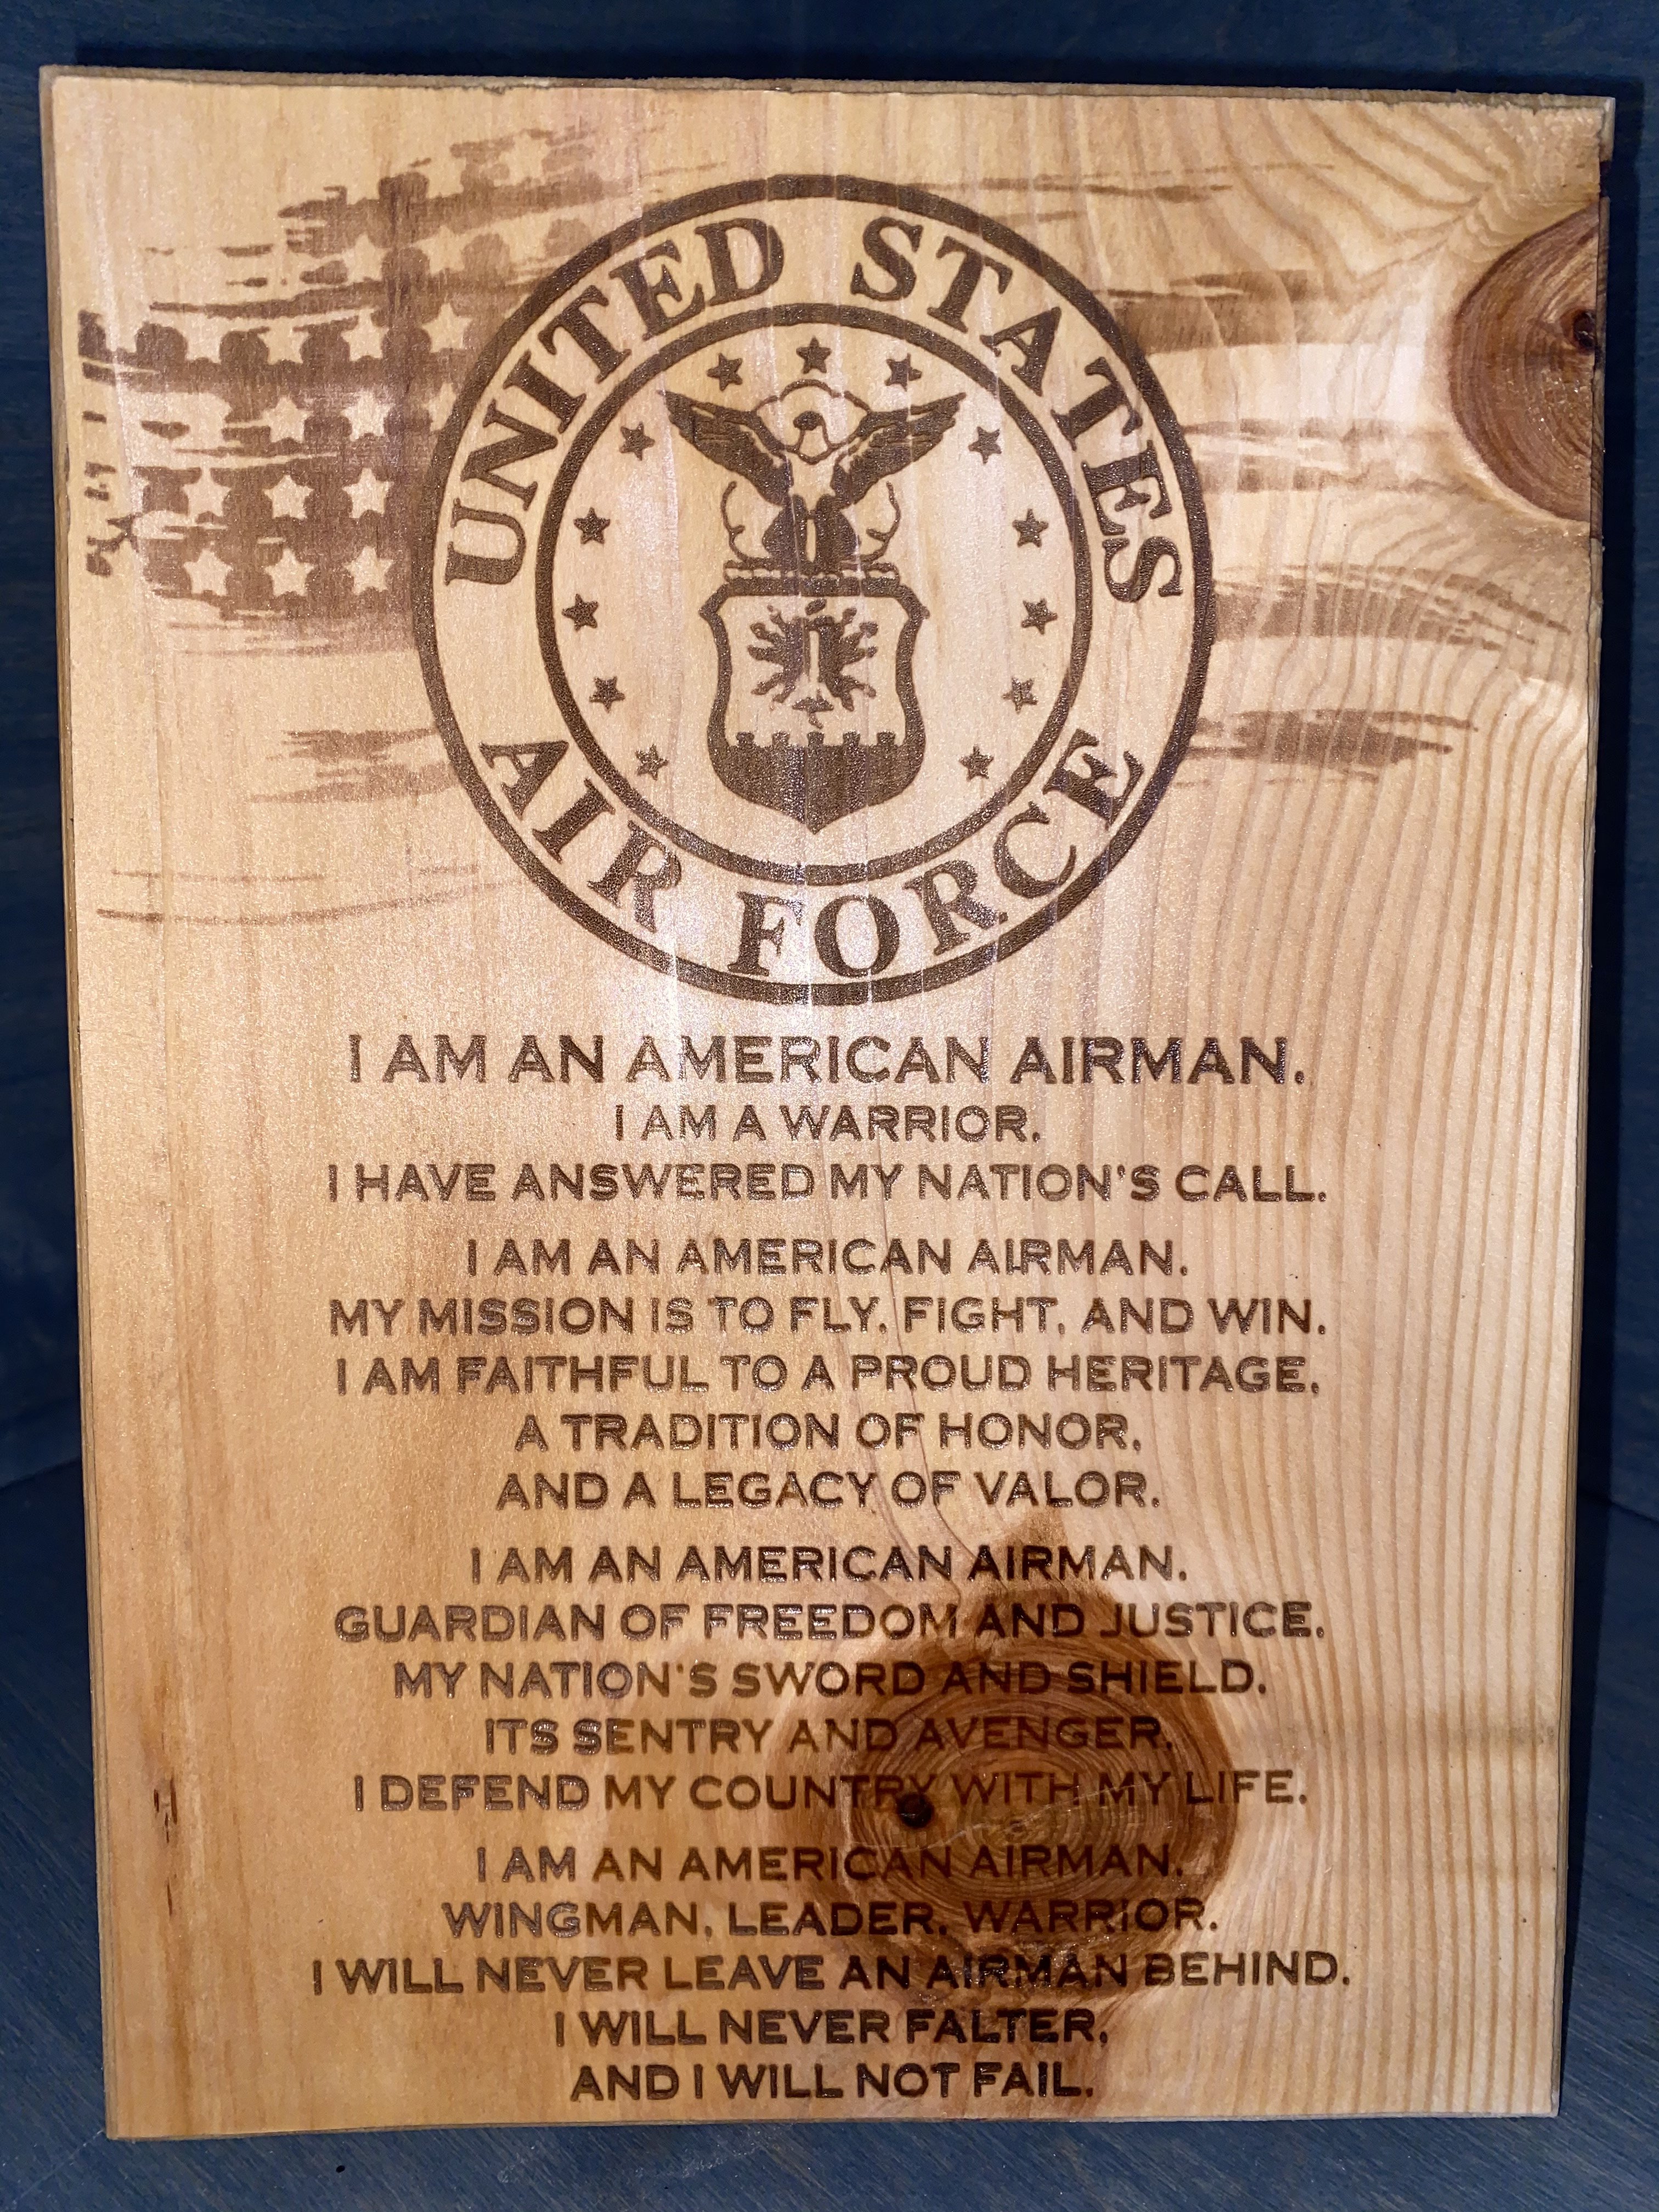 UNITED STATES
AIR FORCE
I AM AN AMERICAN AIRMAN.
I AM A WARRIOR.
I HAVE ANSWERED MY NATION'S CALL.
I AM AN AMERICAN AIRMAN.
MY MISSION IS TO FLY, FIGHT, AND WIN.
I AM FAITHFUL TO A PROUD HERITAGE,
A TRADITION OF HONOR,
AND A LEGACY OF VALOR.
I AM AN AMERICAN AIRMAN.
GUARDIAN OF FREEDOM AND JUSTICE,
MY NATION'S SWORD AND SHIELD,
ITS SENTRY AND AVENGER.
I DEFEND MY COUNTRY WITH MY LIFE.
I AM AN AMERICAN AIRMAN.
WINGMAN, LEADER, WARRIOR.
I WILL NEVER LEAVE AN AIRMAN BEHIND.
I WILL NEVER FALTER,
AND I WILL NOT FAIL.